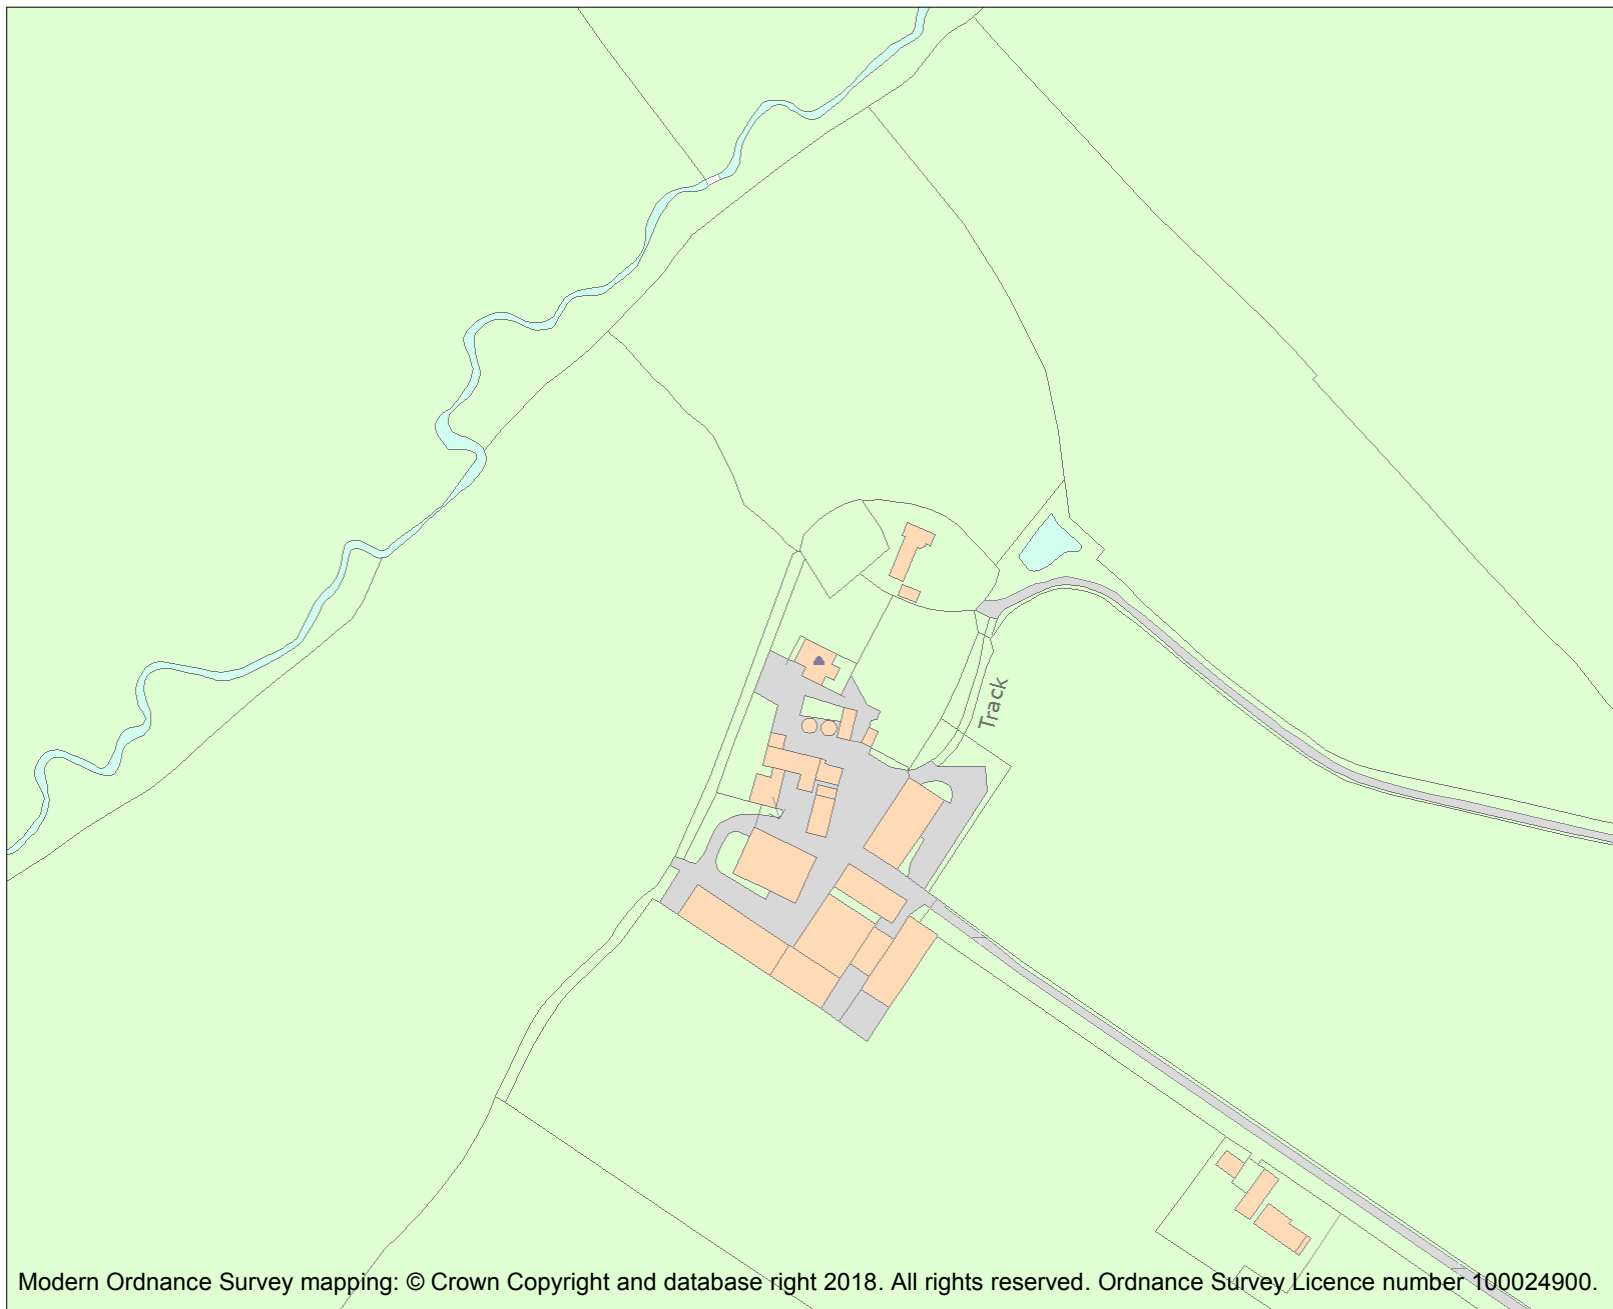 Track
Modern Ordnance Survey mapping: © Crown Copyright and database right 2018. All rights reserved. Ordnance Survey Licence number 100024900.